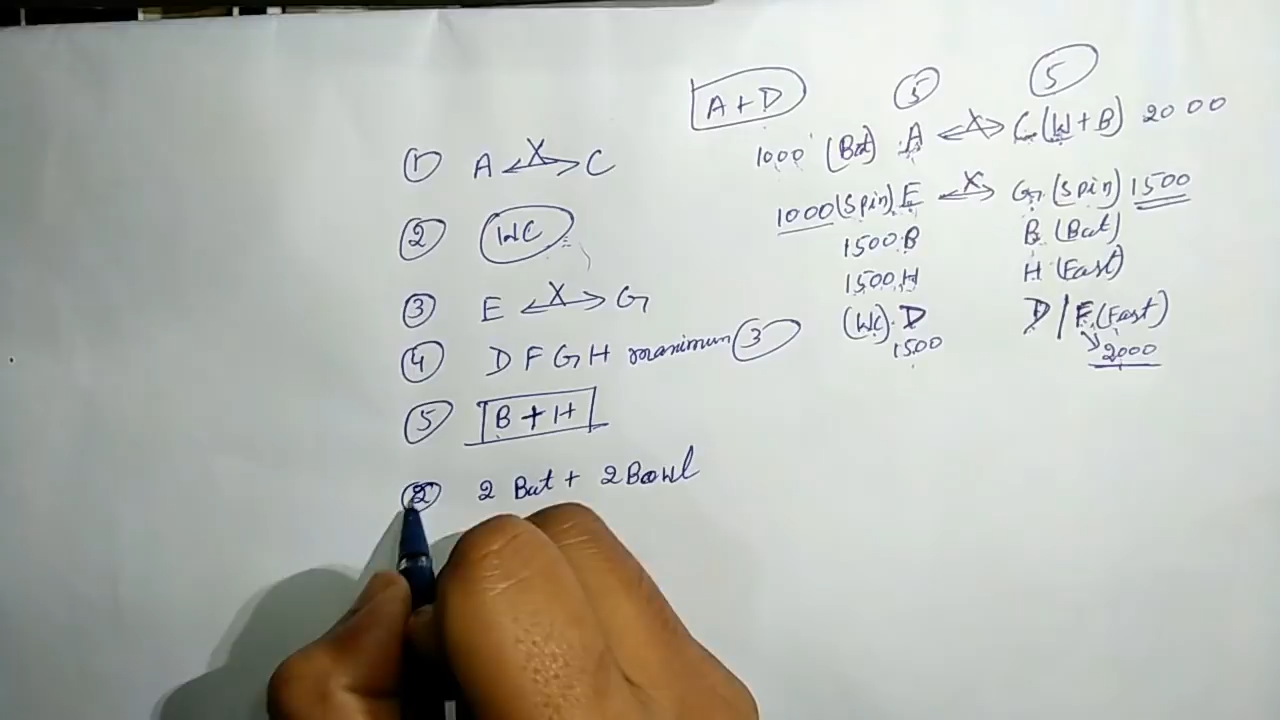 ① A <-X-> C
② WC
③ E <-X-> G
④ D F G H maximum ③
⑤ B + H
② 2 Bat + 2 Bowl
A + D
⑤ ⑤
1000 (Bat) A <-X-> C (W + B) 2000
1000 (Spin) E <-X-> G (Spin) 1500
1500 B B (Bat)
1500 H H (Fast)
(WC) D D / F (Fast)
1500 2000